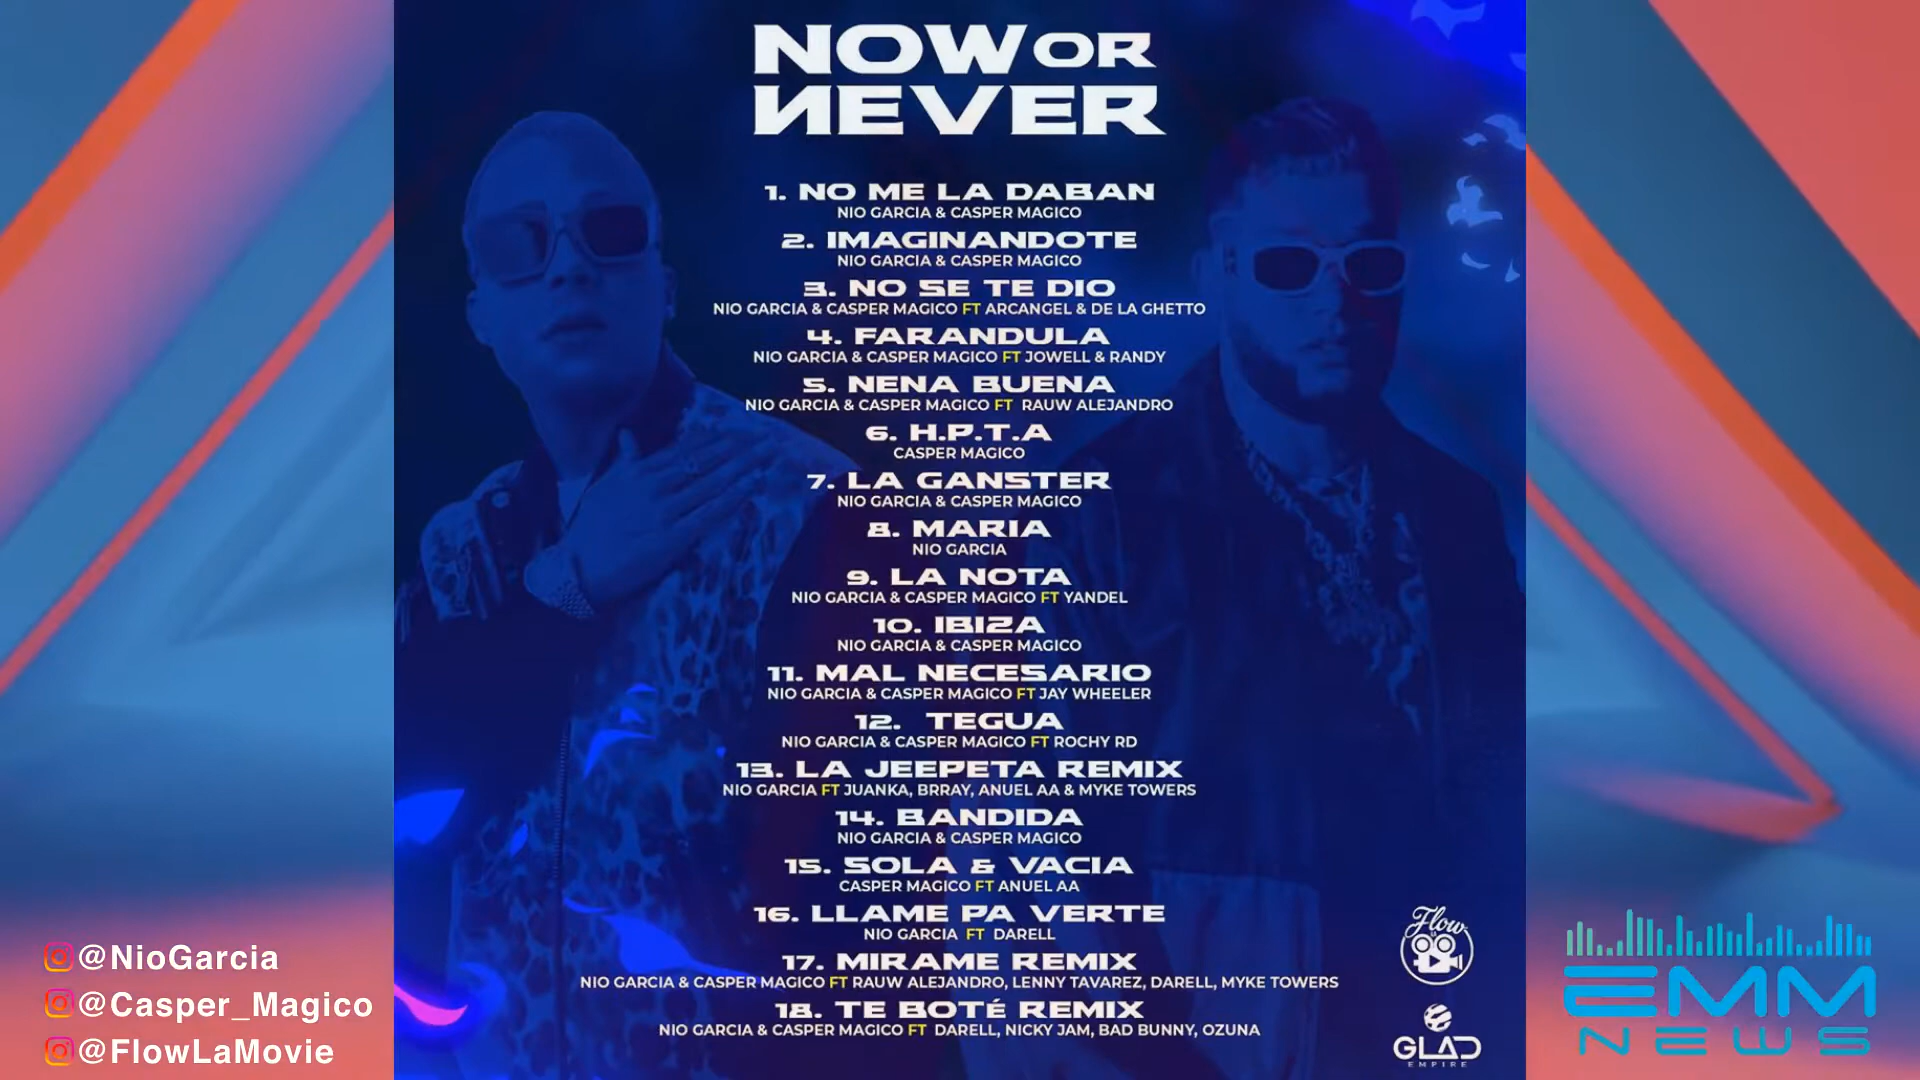 NOW OR
NEVER
1. NO ME LA DABAN
NIO GARCIA & CASPER MAGICO
2. IMAGINANDOTE
NIO GARCIA & CASPER MAGICO
3. NO SE TE DIO
NIO GARCIA & CASPER MAGICO FT ARCANGEL & DE LA GHETTO
4. FARANDULA
NIO GARCIA & CASPER MAGICO FT JOWELL & RANDY
5. NENA BUENA
NIO GARCIA & CASPER MAGICO FT RAUW ALEJANDRO
6. H.P.T.A
CASPER MAGICO
7. LA GANSTER
NIO GARCIA & CASPER MAGICO
8. MARIA
NIO GARCIA
9. LA NOTA
NIO GARCIA & CASPER MAGICO FT YANDEL
10. IBIZA
NIO GARCIA & CASPER MAGICO
11. MAL NECESARIO
NIO GARCIA & CASPER MAGICO FT JAY WHEELER
12. TEGUA
NIO GARCIA & CASPER MAGICO FT ROCHY RD
13. LA JEEPETA REMIX
NIO GARCIA FT JUANKA, BRRAY, ANUEL AA & MYKE TOWERS
14. BANDIDA
NIO GARCIA & CASPER MAGICO
15. SOLA & VACIA
CASPER MAGICO FT ANUEL AA
16. LLAME PA VERTE
NIO GARCIA FT DARELL
17. MIRAME REMIX
NIO GARCIA & CASPER MAGICO FT RAUW ALEJANDRO, LENNY TAVAREZ, DARELL, MYKE TOWERS
18. TE BOTÉ REMIX
NIO GARCIA & CASPER MAGICO FT DARELL, NICKY JAM, BAD BUNNY, OZUNA
@NioGarcia
@Casper_Magico
@FlowLaMovie
Flow
LA
GLAD
EMPIRE
EMM
NEWS